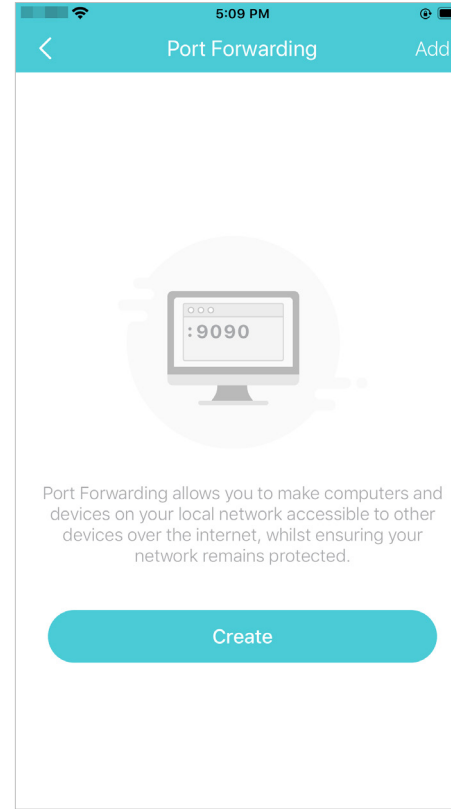 5:09 PM
Port Forwarding
Add
:9090
Port Forwarding allows you to make computers and
devices on your local network accessible to other
devices over the internet, whilst ensuring your
network remains protected.
Create